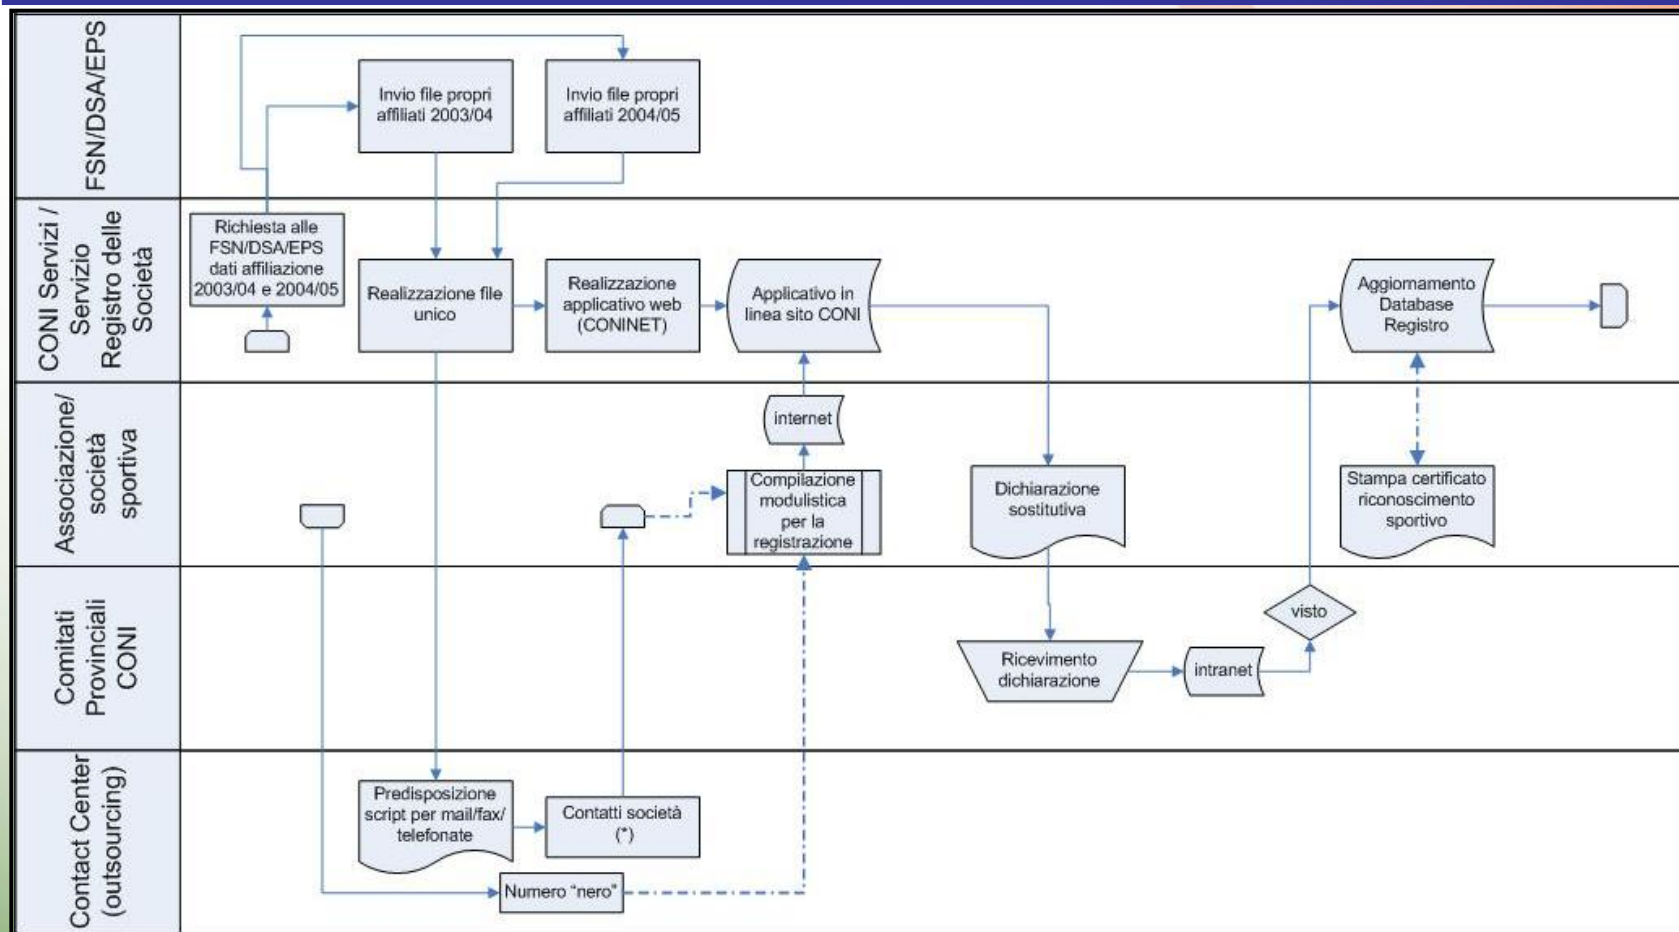 FSN/DSA/EPS
Invio file propri
affiliati 2003/04
Invio file propri
affiliati 2004/05
CONI Servizi /
Servizio
Registro delle
Società
Richiesta alle
FSN/DSA/EPS
dati affiliazione
2003/04 e 2004/05
Realizzazione file
unico
Realizzazione
applicativo web
(CONINET)
Applicativo in
linea sito CONI
Aggiornamento
Database
Registro
Associazione/
società
sportiva
internet
Compilazione
modulistica
per la
registrazione
Dichiarazione
sostitutiva
Stampa certificato
riconoscimento
sportivo
Comitati
Provinciali
CONI
Ricevimento
dichiarazione
intranet
visto
Contact Center
(outsourcing)
Predisposizione
script per mail/fax/
telefonate
Contatti società
(*)
Numero “nero”